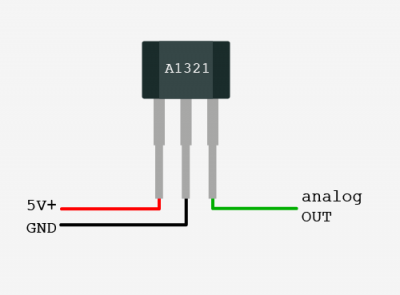 A1321
5V+
GND
analog
OUT